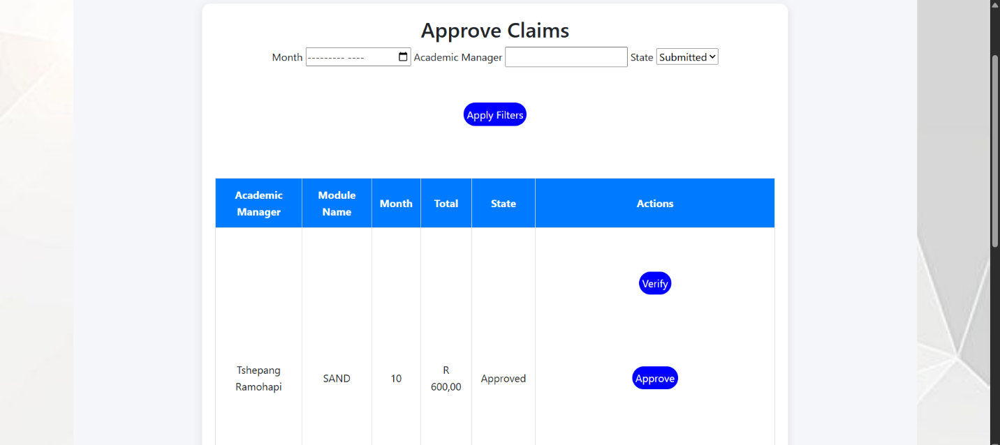 Approve Claims
Month --------- ---- Academic Manager State Submitted
Apply Filters
Academic Manager Module Name Month Total State Actions
Verify
Tshepang Ramohapi SAND 10 R 600,00 Approved Approve